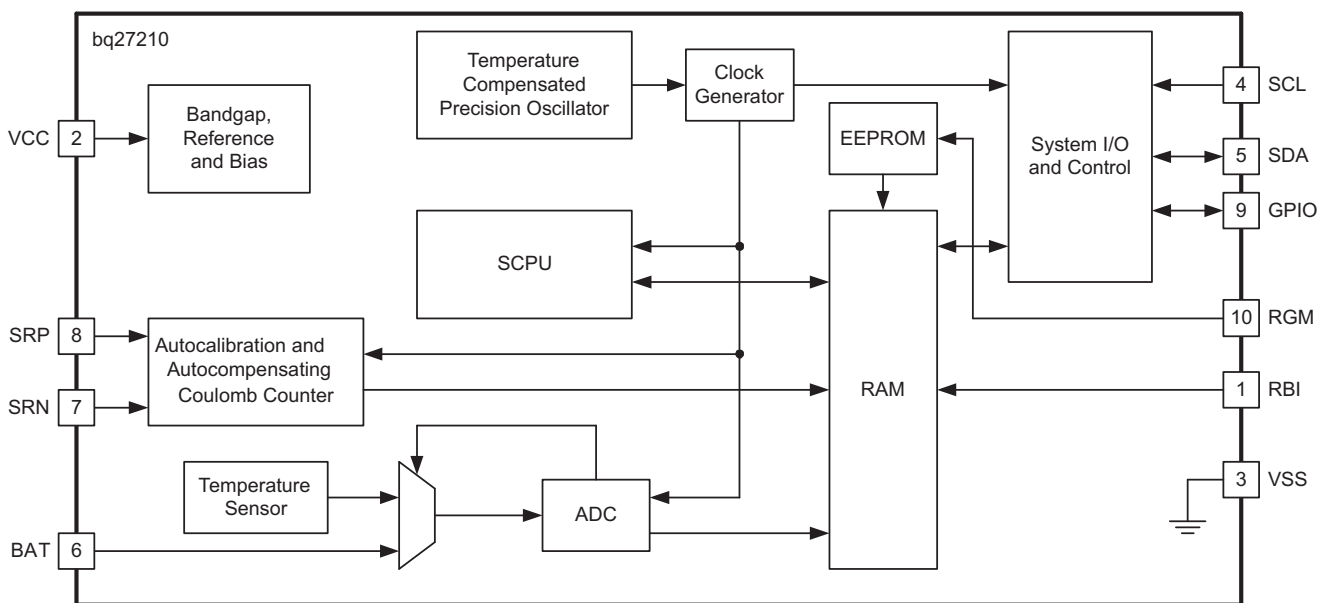 bq27210
Temperature
Compensated
Precision Oscillator
Clock
Generator
4 SCL
Bandgap,
Reference
and Bias
VCC 2
EEPROM
System I/O
and Control
5 SDA
9 GPIO
SCPU
10 RGM
SRP 8
Autocalibration and
Autocompensating
Coulomb Counter
RAM
1 RBI
SRN 7
Temperature
Sensor
ADC
3 VSS
BAT 6